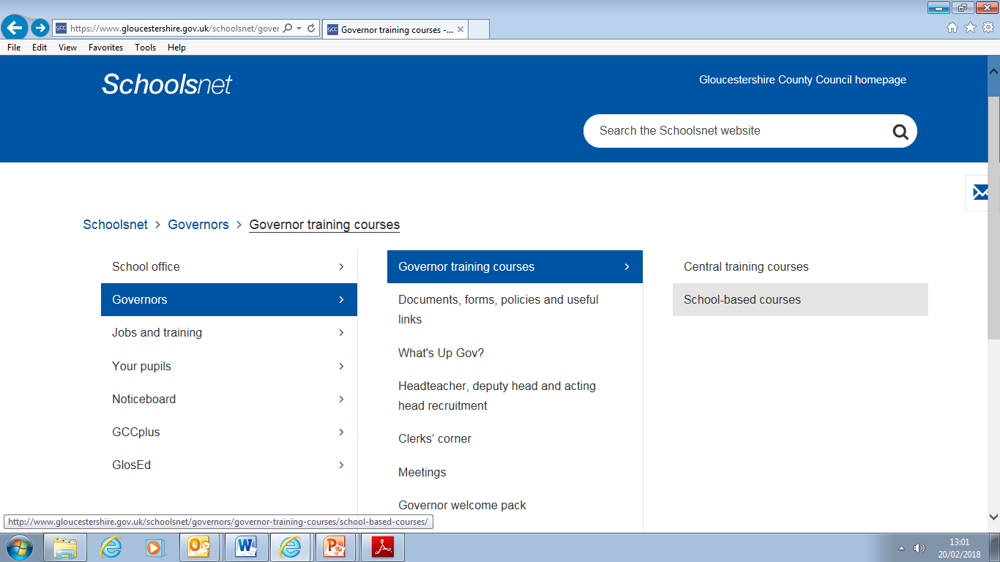 GCC https://www.gloucestershire.gov.uk/schoolsnet/gover
GCC Governor training courses -...
File Edit View Favorites Tools Help
Schoolsnet
Gloucestershire County Council homepage
Search the Schoolsnet website
Schoolsnet > Governors > Governor training courses
School office
Governors
Jobs and training
Your pupils
Noticeboard
GCCplus
GlosEd
Governor training courses
Documents, forms, policies and useful
links
What's Up Gov?
Headteacher, deputy head and acting
head recruitment
Clerks’ corner
Meetings
Governor welcome pack
Central training courses
School-based courses
http://www.gloucestershire.gov.uk/schoolsnet/governors/governor-training-courses/school-based-courses/
13:01
20/02/2018